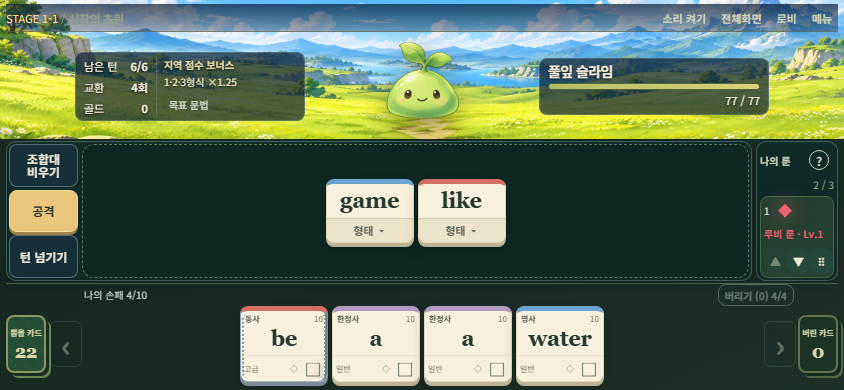 STAGE 1-1 / 시작의 초원
소리 켜기 전체화면 로비 메뉴
남은 턴 6/6
교환 4회
골드 0
지역 점수 보너스
1·2·3형식 ×1.25
목표 문법
풀잎 슬라임
77 / 77
조합대
비우기
공격
턴 넘기기
game
형태
like
형태
나의 룬 ?
2 / 3
1
루비 룬 · Lv.1
나의 손패 4/10
버리기 (0) 4/4
뽑을 카드
22
동사 10
be
고급
한정사 10
a
일반
한정사 10
a
일반
명사 10
water
일반
버린 카드
0